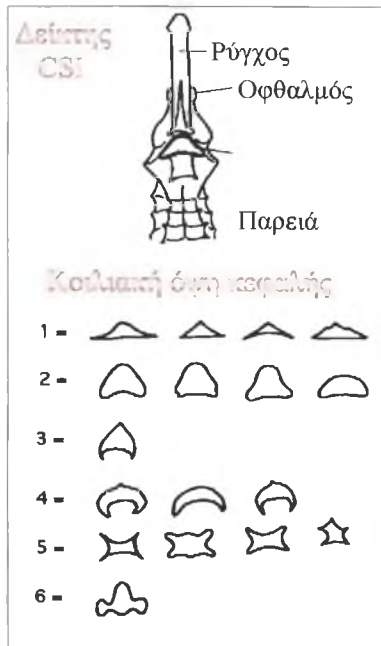 Δείκτης
CSI
Ρύγχος
Οφθαλμός
Παρειά
Κοιλιακή όψη κεφαλής
1 =
2 =
3 =
4 =
5 =
6 =